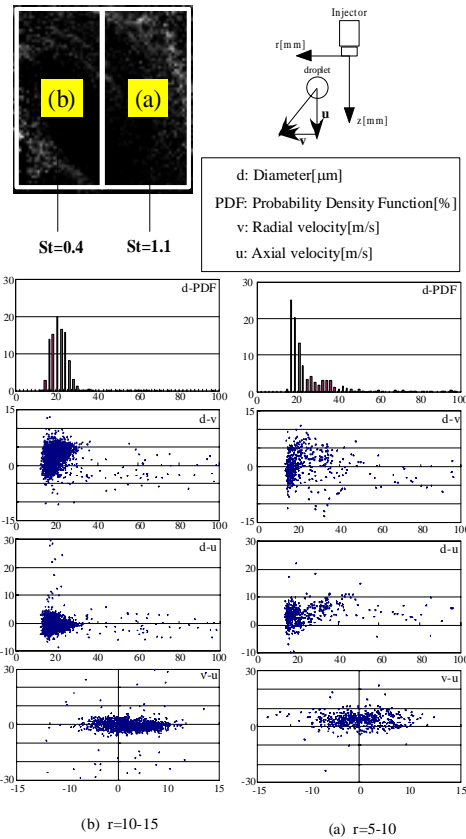 (b)
(a)
St=0.4
St=1.1
Injector
r[mm]
droplet
u
v
z[mm]
d: Diameter[μm]
PDF: Probability Density Function[%]
v: Radial velocity[m/s]
u: Axial velocity[m/s]
d-PDF
30
20
10
0
0 20 40 60 80 100
d-PDF
30
20
10
0
0 20 40 60 80 100
d-v
15
0
-15
0 20 40 60 80 100
d-v
15
0
-15
0 20 40 60 80 100
d-u
30
20
10
0
-10
0 20 40 60 80 100
d-u
30
20
10
0
-10
0 20 40 60 80 100
v-u
30
0
-30
-15 -10 -5 0 5 10 15
v-u
30
0
-30
-15 -10 -5 0 5 10 15
(b) r=10-15
(a) r=5-10